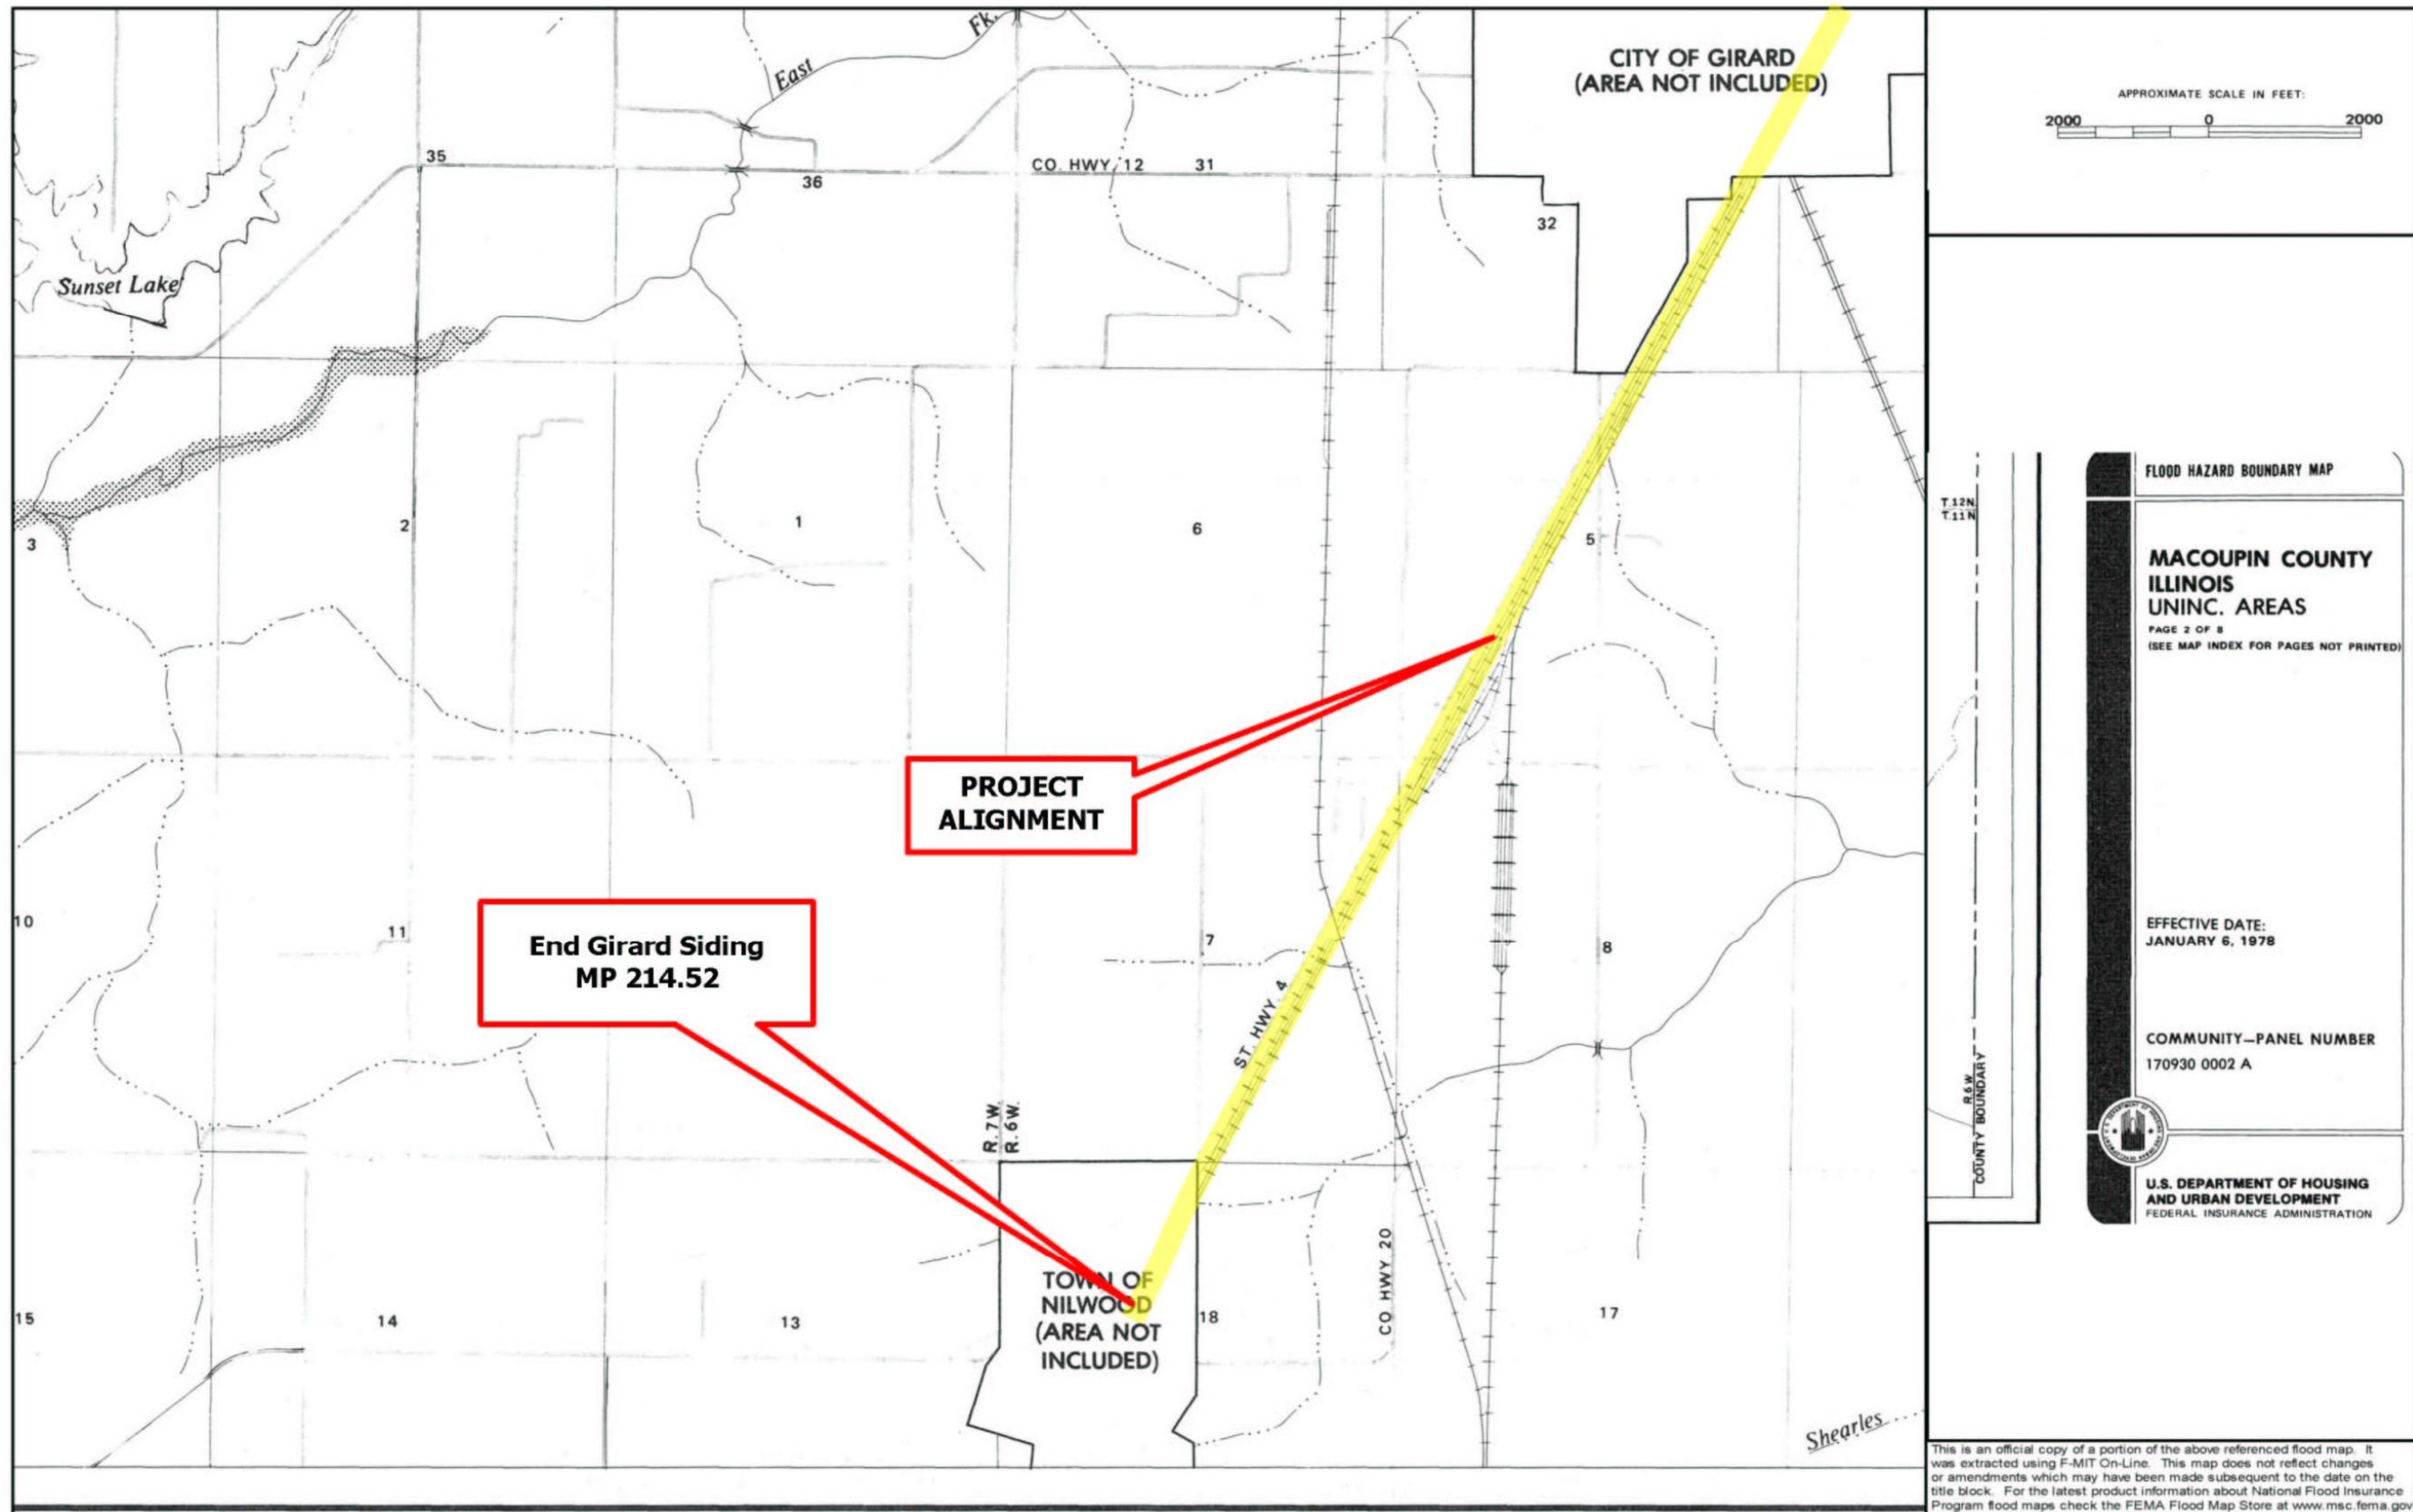 CITY OF GIRARD
(AREA NOT INCLUDED)
APPROXIMATE SCALE IN FEET:
2000 0 2000
East Fk.
35
36
CO. HWY. 12 31
32
Sunset Lake
3
2
1
6
5
T.12N.
T.11N.
FLOOD HAZARD BOUNDARY MAP
MACOUPIN COUNTY
ILLINOIS
UNINC. AREAS
PAGE 2 OF 8
(SEE MAP INDEX FOR PAGES NOT PRINTED)
PROJECT
ALIGNMENT
10
11
End Girard Siding
MP 214.52
7
8
ST. HWY. 4
EFFECTIVE DATE:
JANUARY 6, 1978
COMMUNITY—PANEL NUMBER
170930 0002 A
R. 7W.
R. 6W.
R.6W.
COUNTY BOUNDARY
U.S. DEPARTMENT OF HOUSING
AND URBAN DEVELOPMENT
FEDERAL INSURANCE ADMINISTRATION
15
14
13
TOWN OF
NILWOOD
(AREA NOT
INCLUDED)
18
CO HWY 20
17
Shearles
This is an official copy of a portion of the above referenced flood map. It
was extracted using F-MIT On-Line. This map does not reflect changes
or amendments which may have been made subsequent to the date on the
title block. For the latest product information about National Flood Insurance
Program flood maps check the FEMA Flood Map Store at www.msc.fema.gov